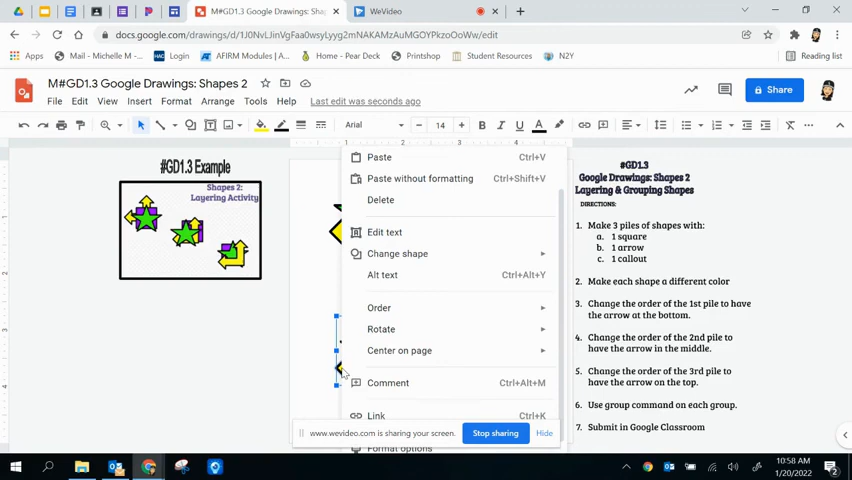 M#GD1.3 Google Drawings: Shap
WeVideo
docs.google.com/drawings/d/1J0NvLJinVgFaa0wsyLyyg2mNAKAMzuMGOYPkzoOoWw/edit
Apps
Mail - Michelle M - C
Login
AFIRM Modules | AF
Home - Pear Deck
Printshop
Student Resources
N2Y
Reading list
M#GD1.3 Google Drawings: Shapes 2
Share
File Edit View Insert Format Arrange Tools Help Last edit was seconds ago
Arial
14
1 2 3 4
#GD1.3 Example
Shapes 2:
Layering Activity
Paste Ctrl+V
Paste without formatting Ctrl+Shift+V
Delete
Edit text
Change shape
Alt text Ctrl+Alt+Y
Order
Rotate
Center on page
Comment Ctrl+Alt+M
Link Ctrl+K
Format options
www.wevideo.com is sharing your screen.
Stop sharing
Hide
#GD1.3
Google Drawings: Shapes 2
Layering & Grouping Shapes
DIRECTIONS:
1. Make 3 piles of shapes with:
a. 1 square
b. 1 arrow
c. 1 callout
2. Make each shape a different color
3. Change the order of the 1st pile to have
the arrow at the bottom.
4. Change the order of the 2nd pile to
have the arrow in the middle.
5. Change the order of the 3rd pile to
have the arrow on the top.
6. Use group command on each group.
7. Submit in Google Classroom
10:58 AM
1/20/2022